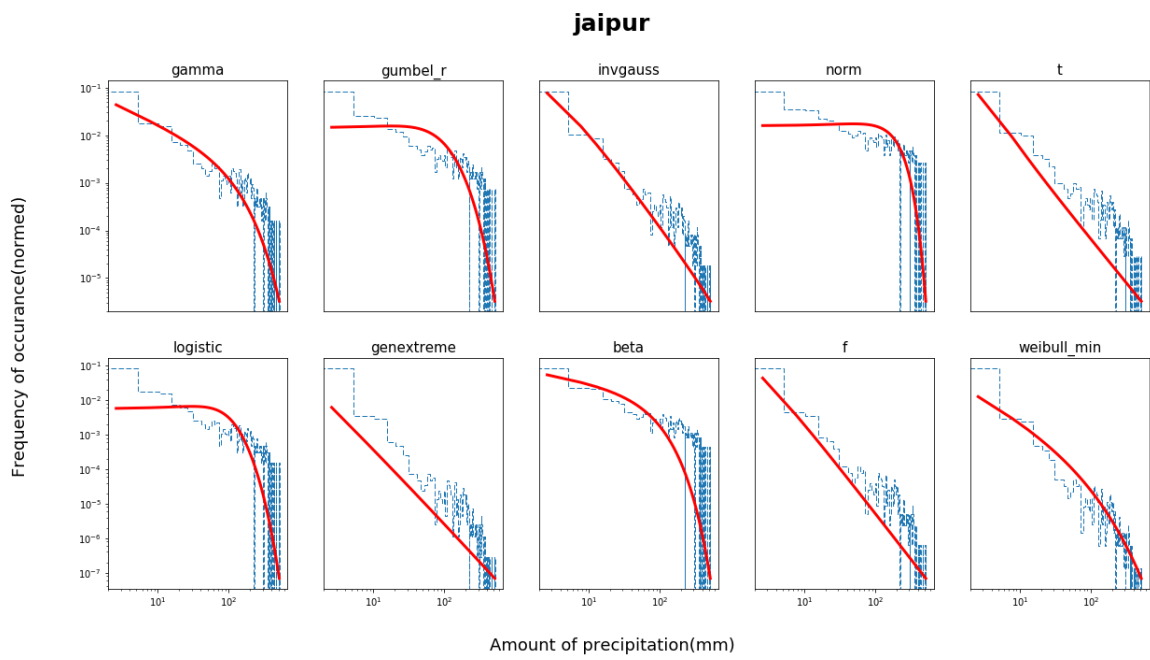 jaipur
gamma
gumbel_r
invgauss
norm
t
10⁻¹
10⁻²
10⁻³
10⁻⁴
10⁻⁵
Frequency of occurance(normed)
logistic
genextreme
beta
f
weibull_min
10⁻¹
10⁻²
10⁻³
10⁻⁴
10⁻⁵
10⁻⁶
10⁻⁷
10¹ 10² 10¹ 10² 10¹ 10² 10¹ 10² 10¹ 10²
Amount of precipitation(mm)